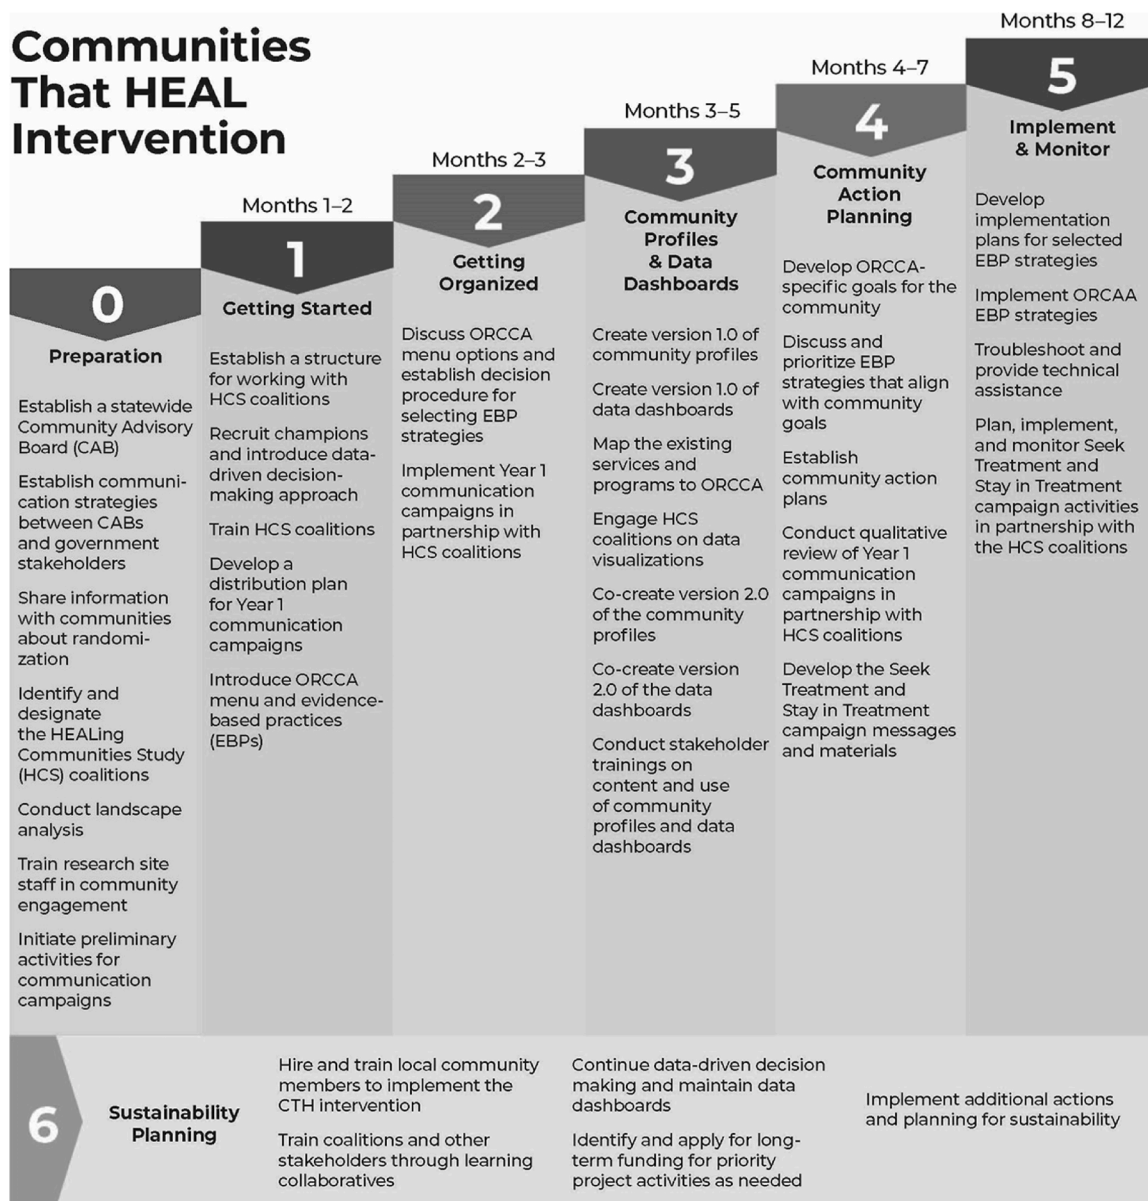 Communities
That HEAL
Intervention
0
Preparation
Establish a statewide
Community Advisory
Board (CAB)
Establish communi-
cation strategies
between CABs
and government
stakeholders
Share information
with communities
about randomi-
zation
Identify and
designate
the HEALing
Communities Study
(HCS) coalitions
Conduct landscape
analysis
Train research site
staff in community
engagement
Initiate preliminary
activities for
communication
campaigns
Months 1–2
1
Getting Started
Establish a structure
for working with
HCS coalitions
Recruit champions
and introduce data-
driven decision-
making approach
Train HCS coalitions
Develop a
distribution plan
for Year 1
communication
campaigns
Introduce ORCCA
menu and evidence-
based practices
(EBPs)
Months 2–3
2
Getting
Organized
Discuss ORCCA
menu options and
establish decision
procedure for
selecting EBP
strategies
Implement Year 1
communication
campaigns in
partnership with
HCS coalitions
Months 3–5
3
Community
Profiles
& Data
Dashboards
Create version 1.0 of
community profiles
Create version 1.0 of
data dashboards
Map the existing
services and
programs to ORCCA
Engage HCS
coalitions on data
visualizations
Co-create version 2.0
of the community
profiles
Co-create version
2.0 of the data
dashboards
Conduct stakeholder
trainings on
content and use
of community
profiles and data
dashboards
Months 4–7
4
Community
Action
Planning
Develop ORCCA-
specific goals for the
community
Discuss and
prioritize EBP
strategies that align
with community
goals
Establish
community action
plans
Conduct qualitative
review of Year 1
communication
campaigns in
partnership with
HCS coalitions
Develop the Seek
Treatment and
Stay in Treatment
campaign messages
and materials
Months 8–12
5
Implement
& Monitor
Develop
implementation
plans for selected
EBP strategies
Implement ORCAA
EBP strategies
Troubleshoot and
provide technical
assistance
Plan, implement,
and monitor Seek
Treatment and
Stay in Treatment
campaign activities
in partnership with
the HCS coalitions
6
Sustainability
Planning
Hire and train local community
members to implement the
CTH intervention
Train coalitions and other
stakeholders through learning
collaboratives
Continue data-driven decision
making and maintain data
dashboards
Identify and apply for long-
term funding for priority
project activities as needed
Implement additional actions
and planning for sustainability